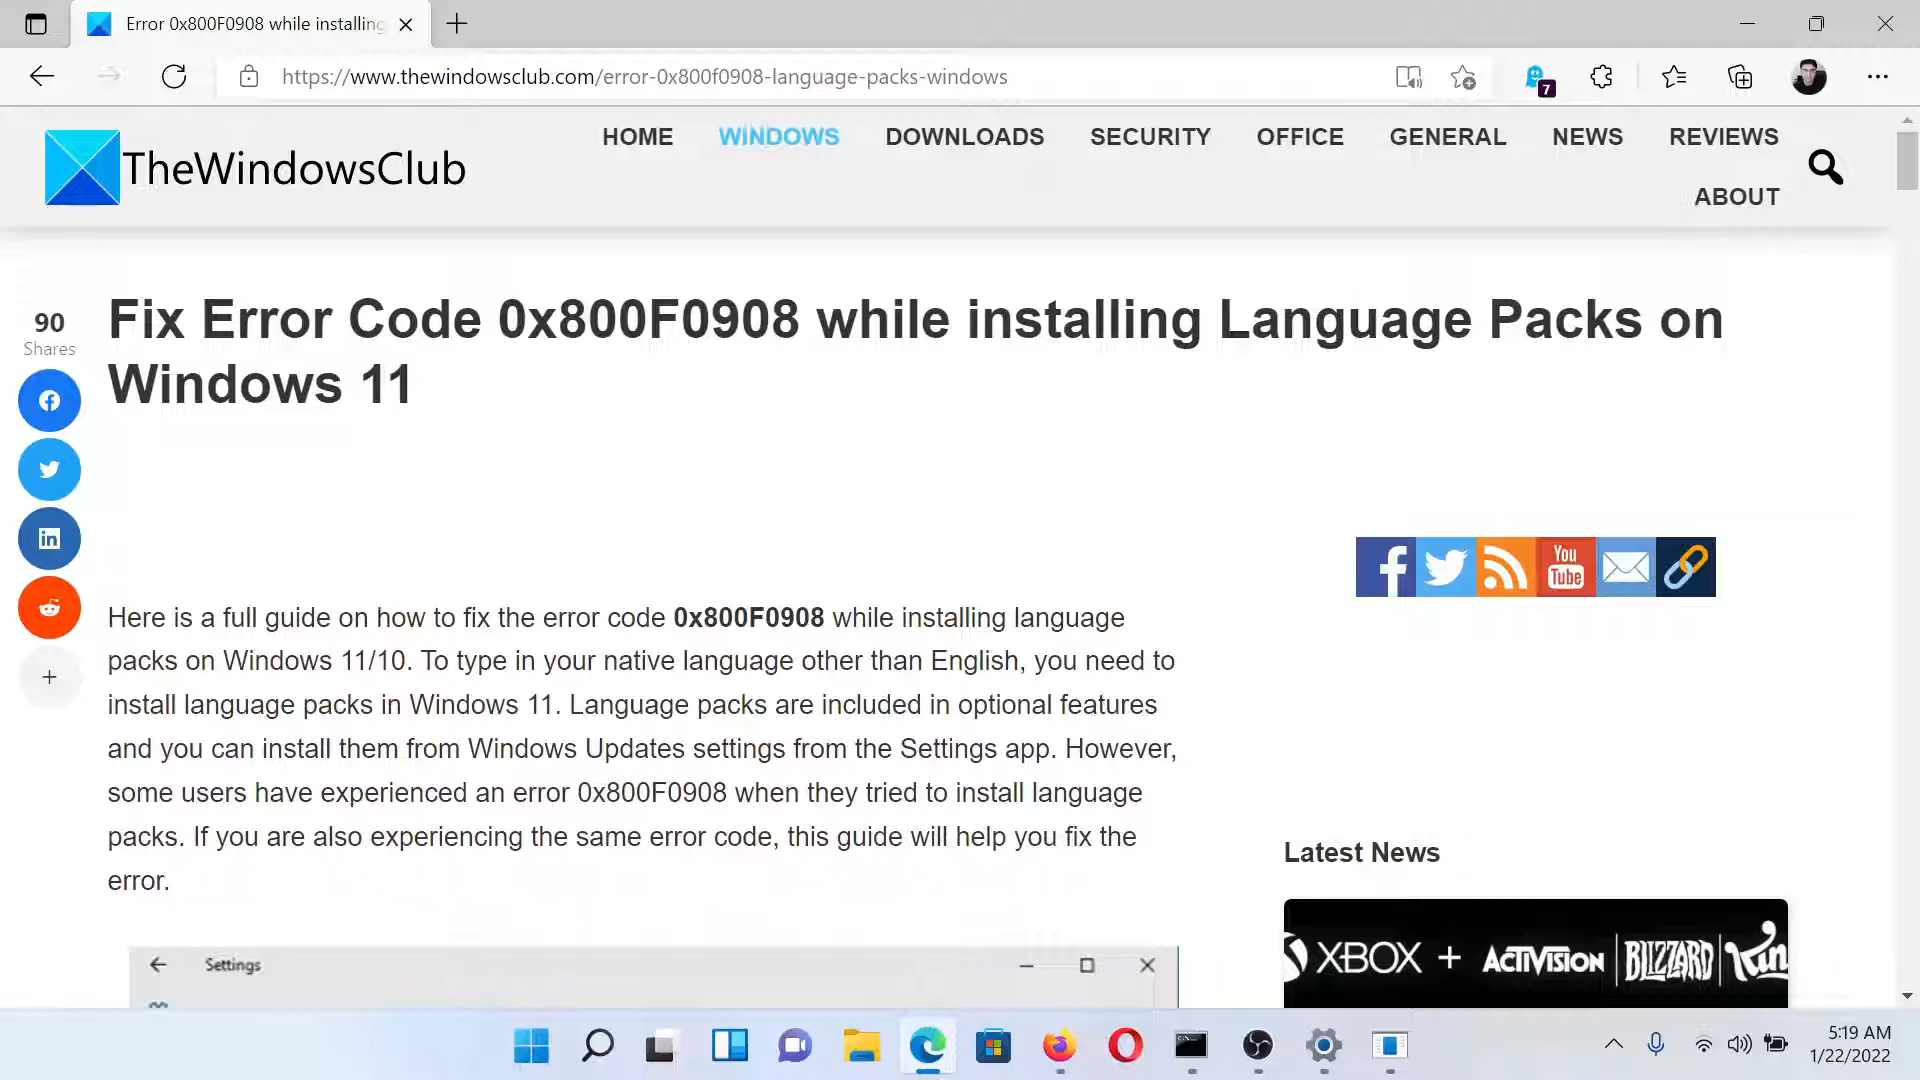 Error 0x800F0908 while installing
https://www.thewindowsclub.com/error-0x800f0908-language-packs-windows
7
TheWindowsClub
HOME WINDOWS DOWNLOADS SECURITY OFFICE GENERAL NEWS REVIEWS
ABOUT
90
Shares
Fix Error Code 0x800F0908 while installing Language Packs on
Windows 11
You
Tube
Here is a full guide on how to fix the error code 0x800F0908 while installing language
packs on Windows 11/10. To type in your native language other than English, you need to
install language packs in Windows 11. Language packs are included in optional features
and you can install them from Windows Updates settings from the Settings app. However,
some users have experienced an error 0x800F0908 when they tried to install language
packs. If you are also experiencing the same error code, this guide will help you fix the
error.
Latest News
XBOX + ACTIVISION | BLIZZARD | Kin
Settings
5:19 AM
1/22/2022